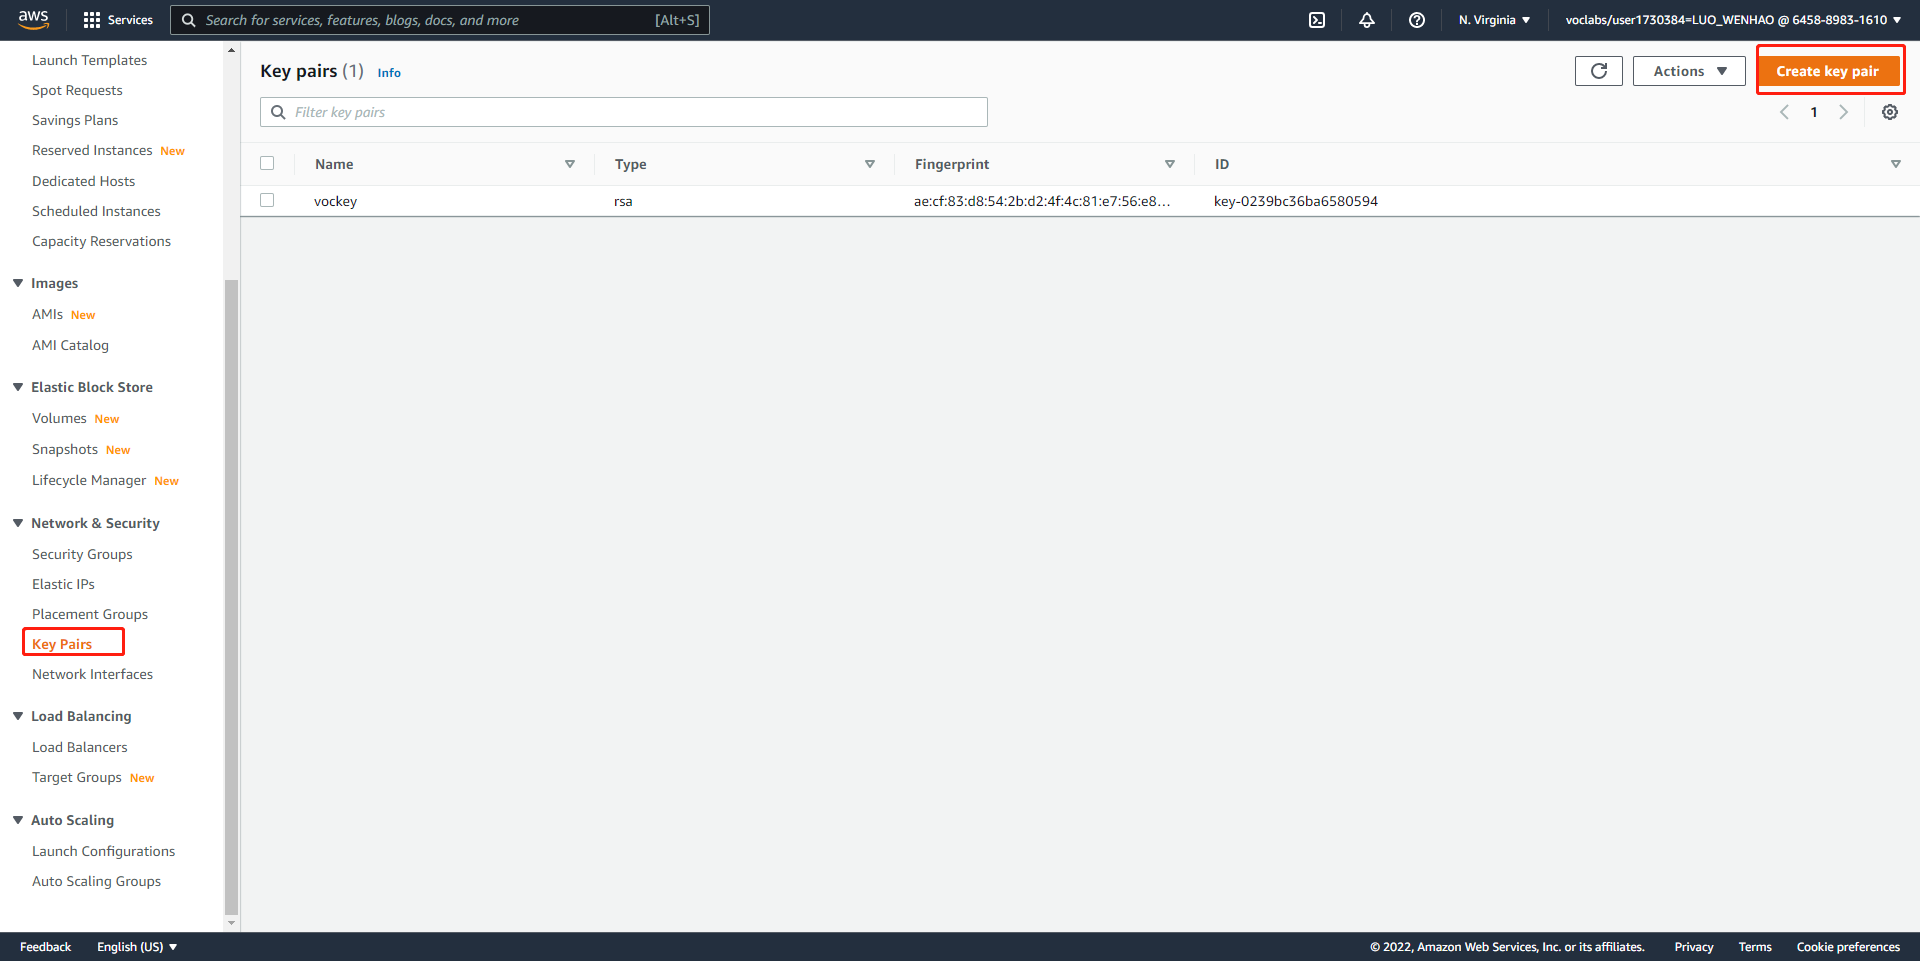 aws Services Search for services, features, blogs, docs, and more [Alt+S] N. Virginia voclabs/user1730384=LUO_WENHAO @ 6458-8983-1610
Launch Templates
Spot Requests
Savings Plans
Reserved Instances New
Dedicated Hosts
Scheduled Instances
Capacity Reservations
Images
AMIs New
AMI Catalog
Elastic Block Store
Volumes New
Snapshots New
Lifecycle Manager New
Network & Security
Security Groups
Elastic IPs
Placement Groups
Key Pairs
Network Interfaces
Load Balancing
Load Balancers
Target Groups New
Auto Scaling
Launch Configurations
Auto Scaling Groups
Key pairs (1) Info Actions Create key pair
Filter key pairs 1
Name Type Fingerprint ID
vockey rsa ae:cf:83:d8:54:2b:d2:4f:4c:81:e7:56:e8... key-0239bc36ba6580594
Feedback English (US) © 2022, Amazon Web Services, Inc. or its affiliates. Privacy Terms Cookie preferences